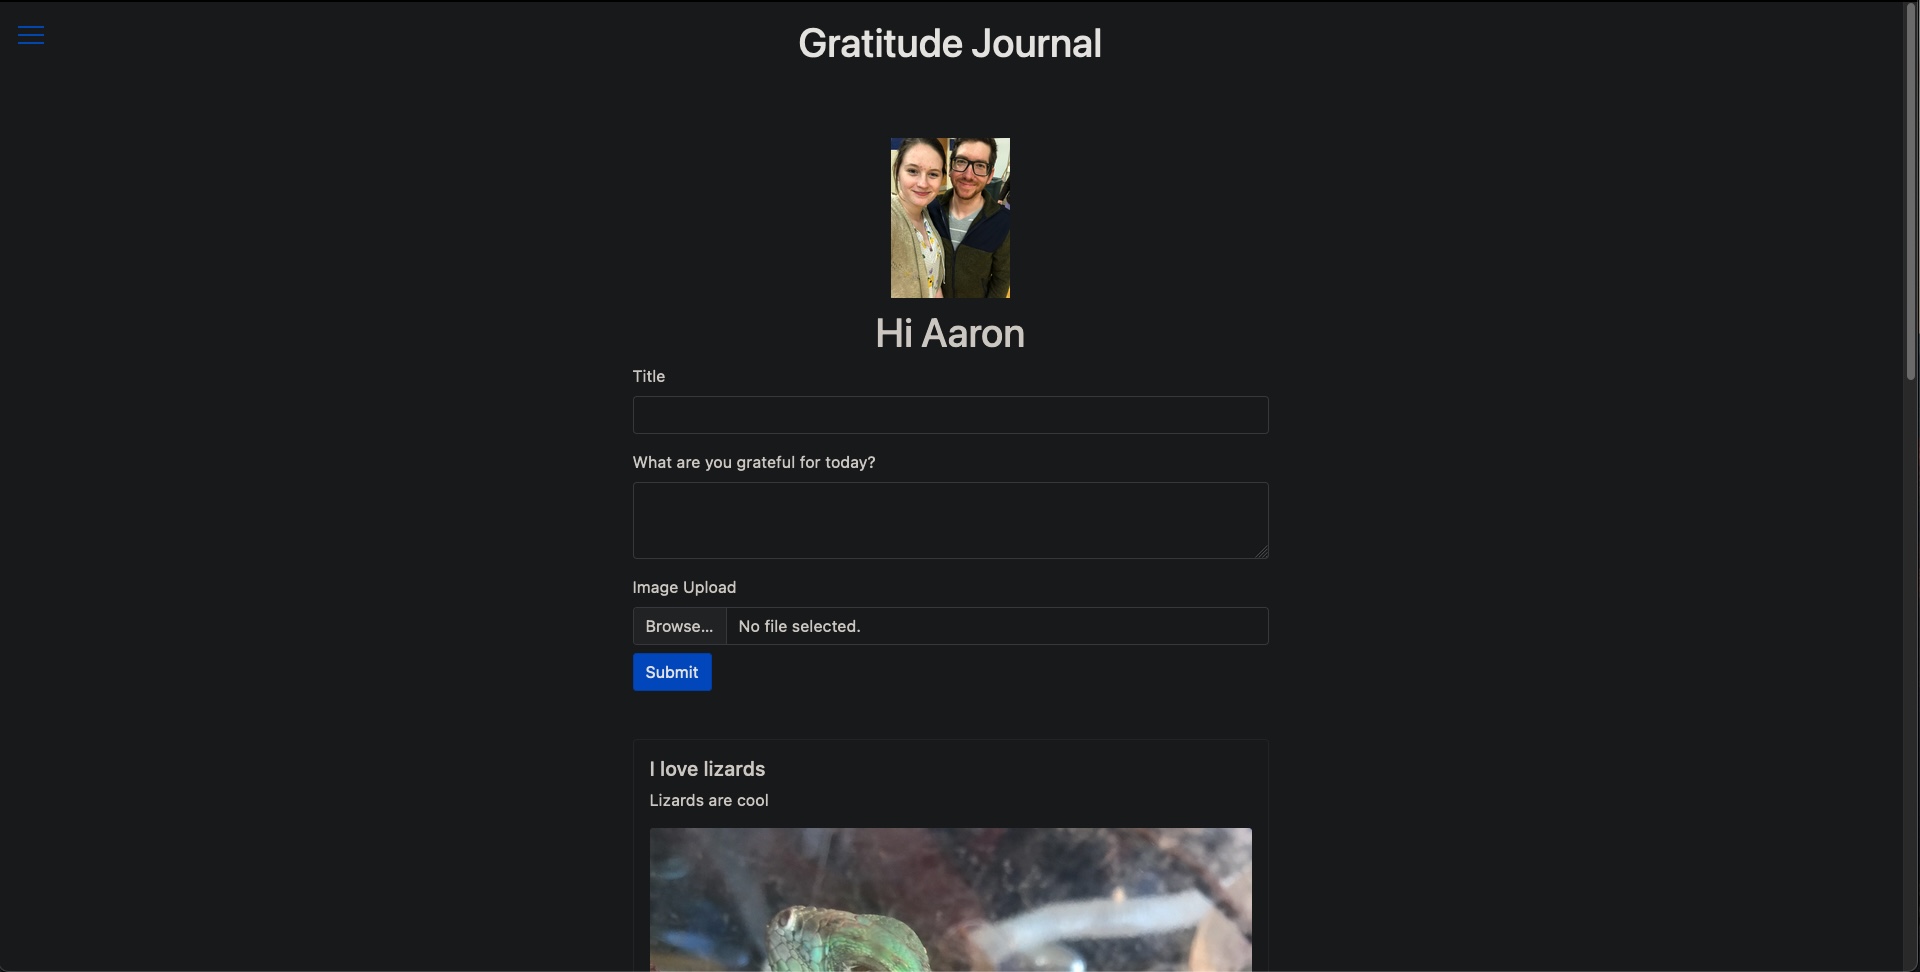 Gratitude Journal
Hi Aaron
Title
What are you grateful for today?
Image Upload
Browse... No file selected.
Submit
I love lizards
Lizards are cool